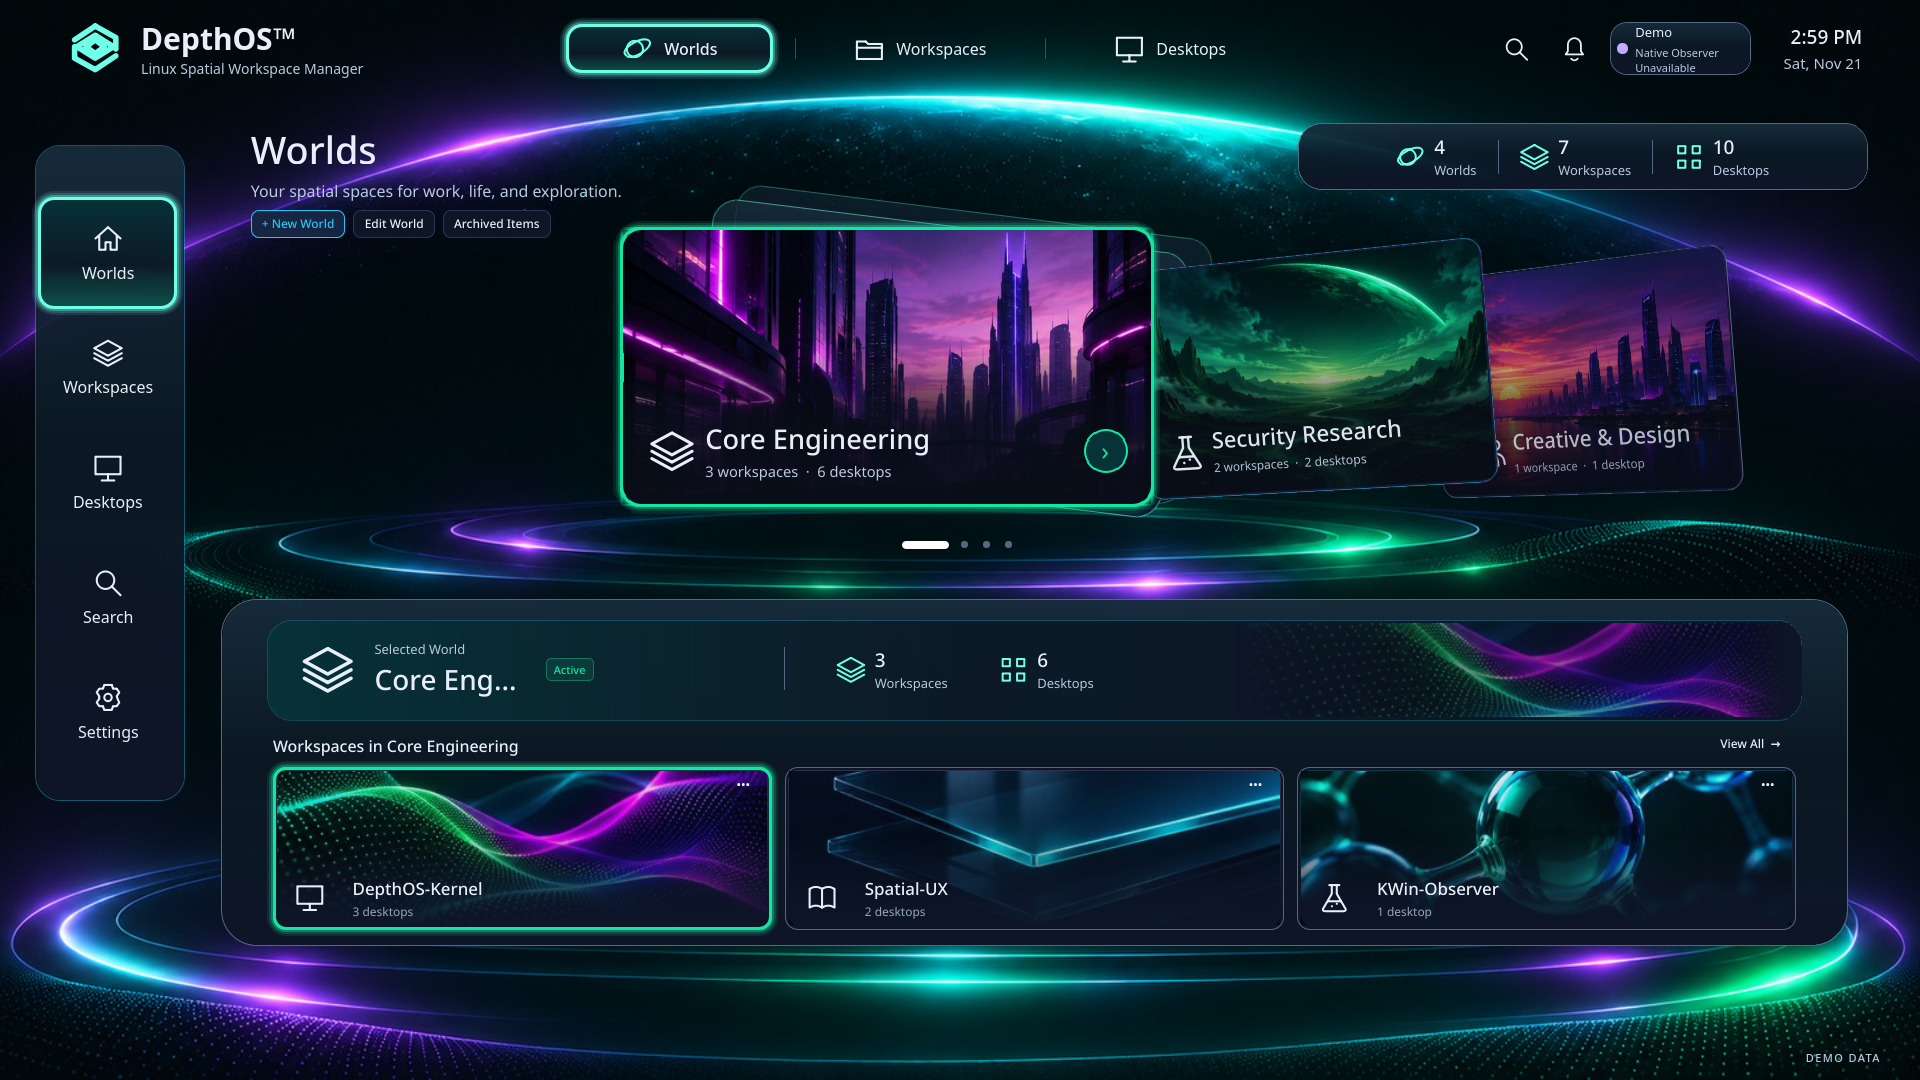 DepthOS™
Linux Spatial Workspace Manager
Worlds
Workspaces
Desktops
Demo
Native Observer
Unavailable
2:59 PM
Sat, Nov 21
Worlds
Workspaces
Desktops
Search
Settings
Worlds
Your spatial spaces for work, life, and exploration.
+ New World
Edit World
Archived Items
4
Worlds
7
Workspaces
10
Desktops
Core Engineering
3 workspaces · 6 desktops
Security Research
2 workspaces · 2 desktops
Creative & Design
1 workspace · 1 desktop
Selected World
Core Eng...
Active
3
Workspaces
6
Desktops
Workspaces in Core Engineering
View All →
DepthOS-Kernel
3 desktops
Spatial-UX
2 desktops
KWin-Observer
1 desktop
DEMO DATA